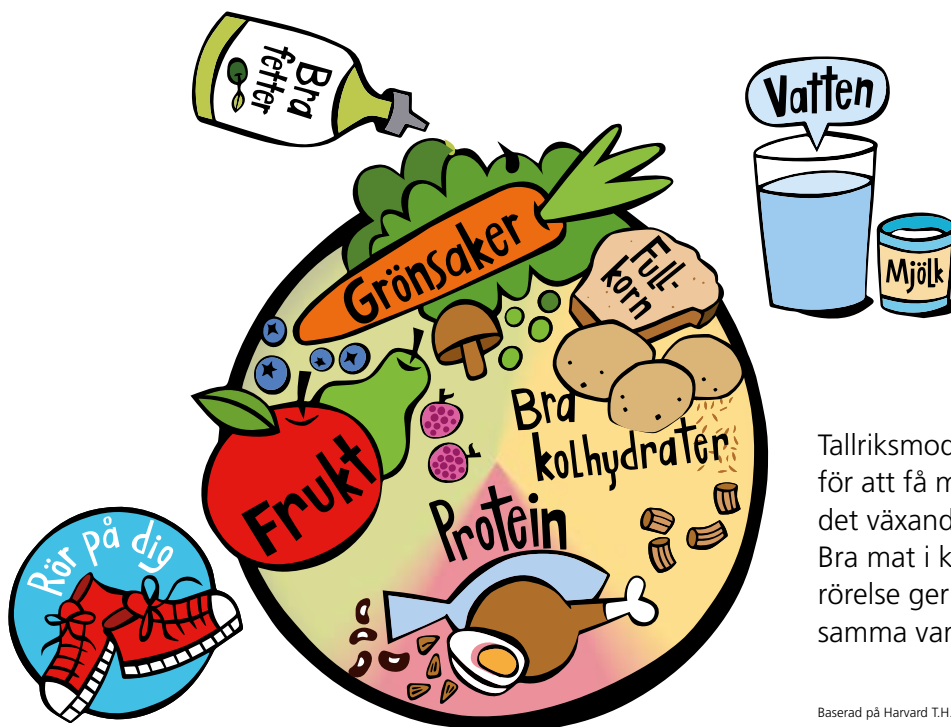 Bra
fetter
Vatten
Mjölk
Grönsaker
Full-
korn
Bra
kolhydrater
Frukt
Protein
Rör på dig
för att få m
det växand
Bra mat i k
rörelse ger
samma var
Tallriksmod
Baserad på Harvard T.H.